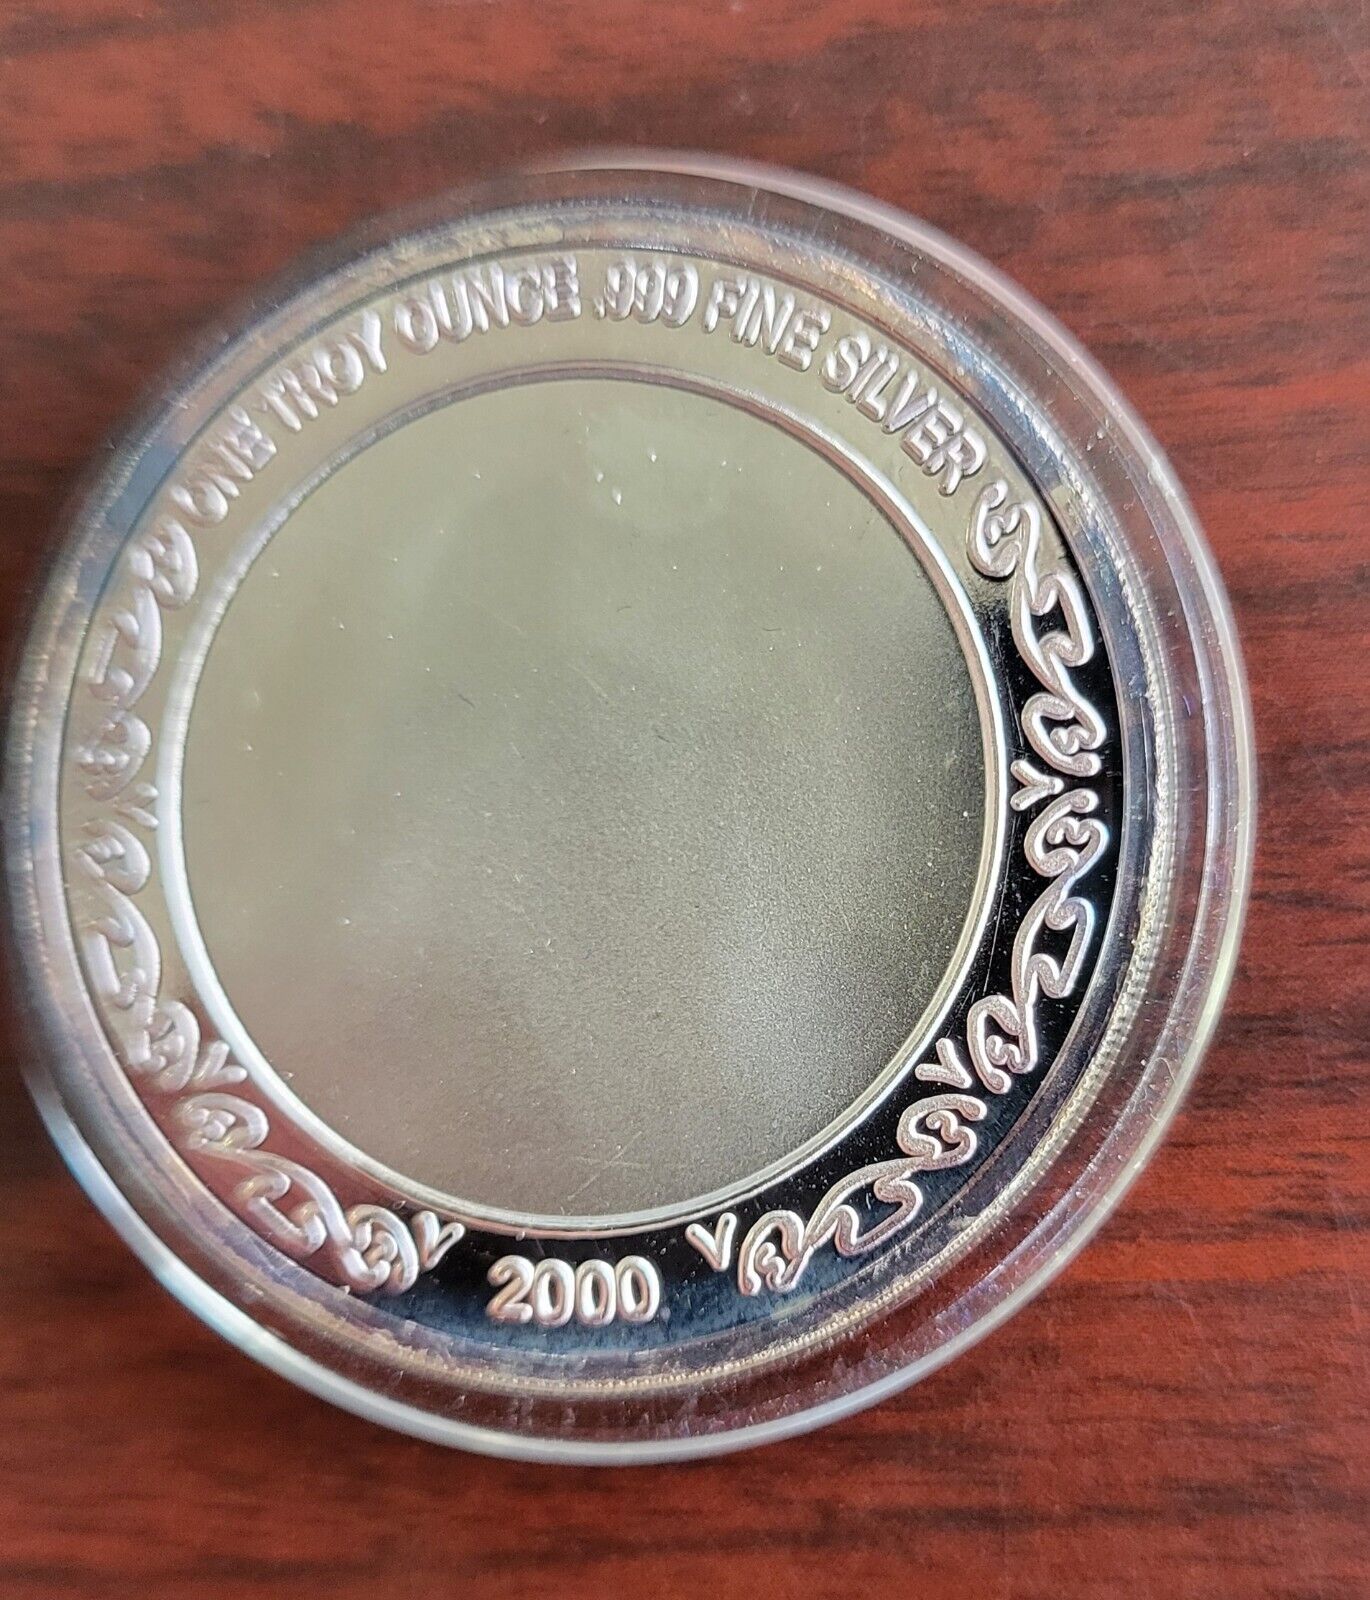 ONE TROY OUNCE .999 FINE SILVER
2000